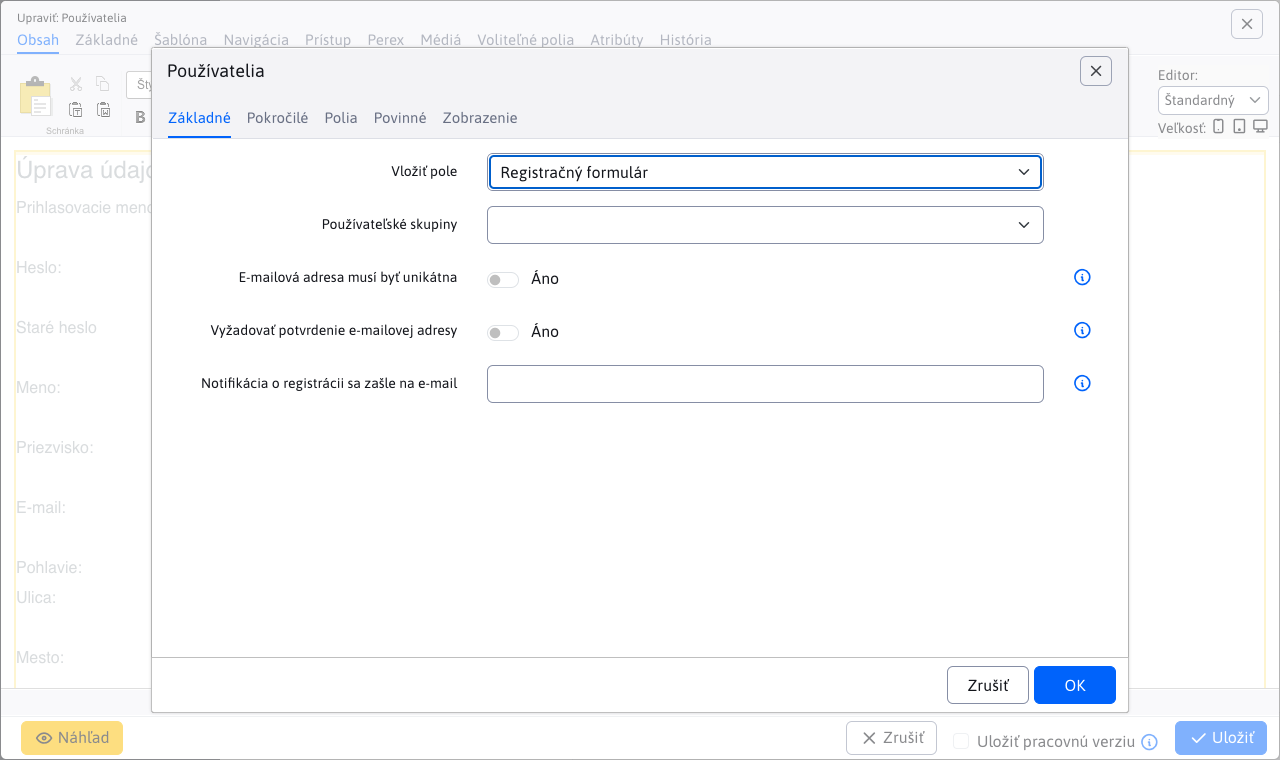 Upraviť: Používatelia
Obsah Základné Šablóna Navigácia Prístup Perex Médiá Voliteľné polia Atribúty História
Schránka
Šty
B
Editor:
Štandardný
Veľkosť:
Používatelia
Základné Pokročilé Polia Povinné Zobrazenie
Vložiť pole Registračný formulár
Používateľské skupiny
E-mailová adresa musí byť unikátna Áno
Vyžadovať potvrdenie e-mailovej adresy Áno
Notifikácia o registrácii sa zašle na e-mail
Zrušiť OK
Úprava údajo
Prihlasovacie meno
Heslo:
Staré heslo
Meno:
Priezvisko:
E-mail:
Pohlavie:
Ulica:
Mesto:
Náhľad Zrušiť Uložiť pracovnú verziu Uložiť